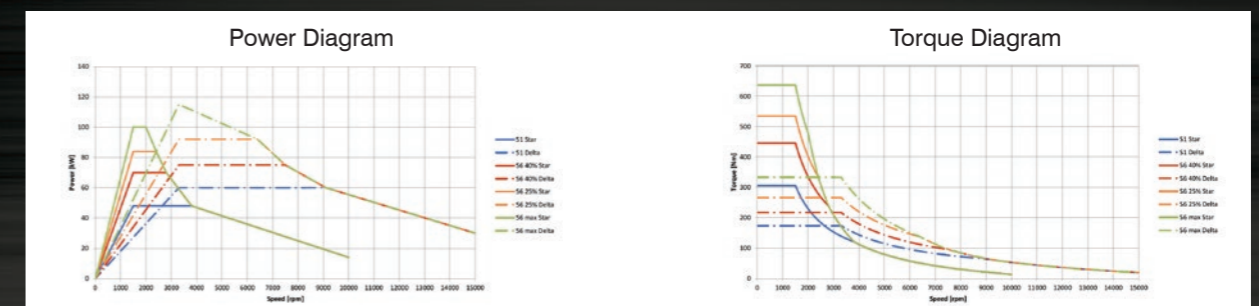 Power Diagram
140
120
100
80
60
40
20
0
Power [kW]
0 1000 2000 3000 4000 5000 6000 7000 8000 9000 10000 11000 12000 13000 14000 15000
Speed [rpm]
S1 Star
S1 Delta
S6 40% Star
S6 40% Delta
S6 25% Star
S6 25% Delta
S6 max Star
S6 max Delta
Torque Diagram
700
600
500
400
300
200
100
0
Torque [Nm]
0 1000 2000 3000 4000 5000 6000 7000 8000 9000 10000 11000 12000 13000 14000 15000
Speed [rpm]
S1 Star
S1 Delta
S6 40% Star
S6 40% Delta
S6 25% Star
S6 25% Delta
S6 max Star
S6 max Delta